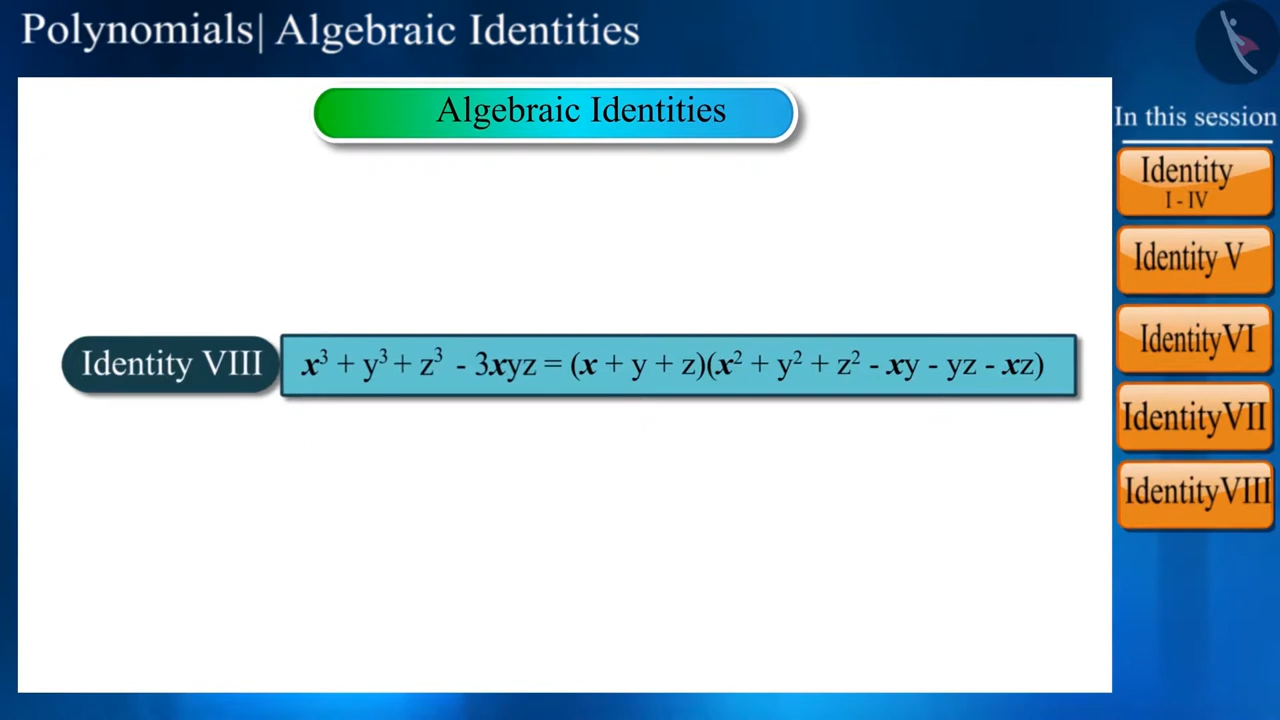 Polynomials| Algebraic Identities
Algebraic Identities
Identity VIII
x³ + y³ + z³ - 3xyz = (x + y + z)(x² + y² + z² - xy - yz - xz)
In this session
Identity
I - IV
Identity V
Identity VI
Identity VII
Identity VIII